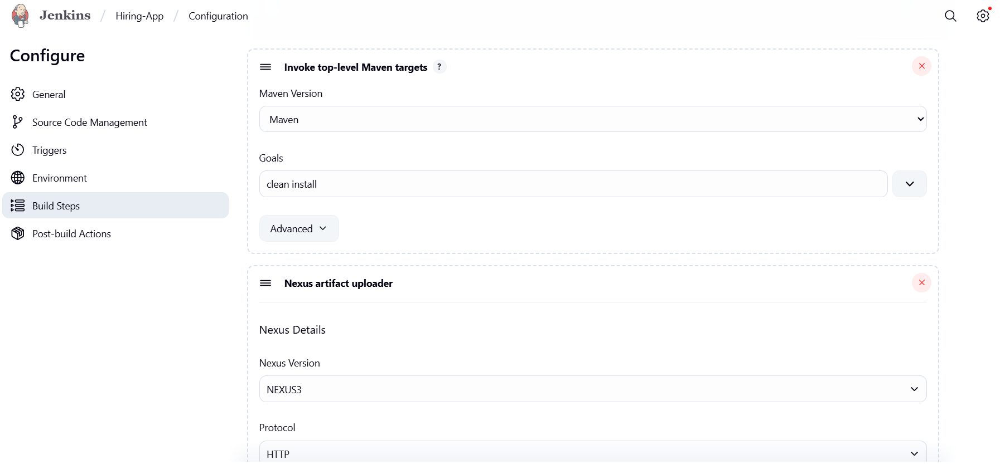 Jenkins / Hiring-App / Configuration
Configure
General
Source Code Management
Triggers
Environment
Build Steps
Post-build Actions
Invoke top-level Maven targets ?
Maven Version
Maven
Goals
clean install
Advanced
Nexus artifact uploader
Nexus Details
Nexus Version
NEXUS3
Protocol
HTTP